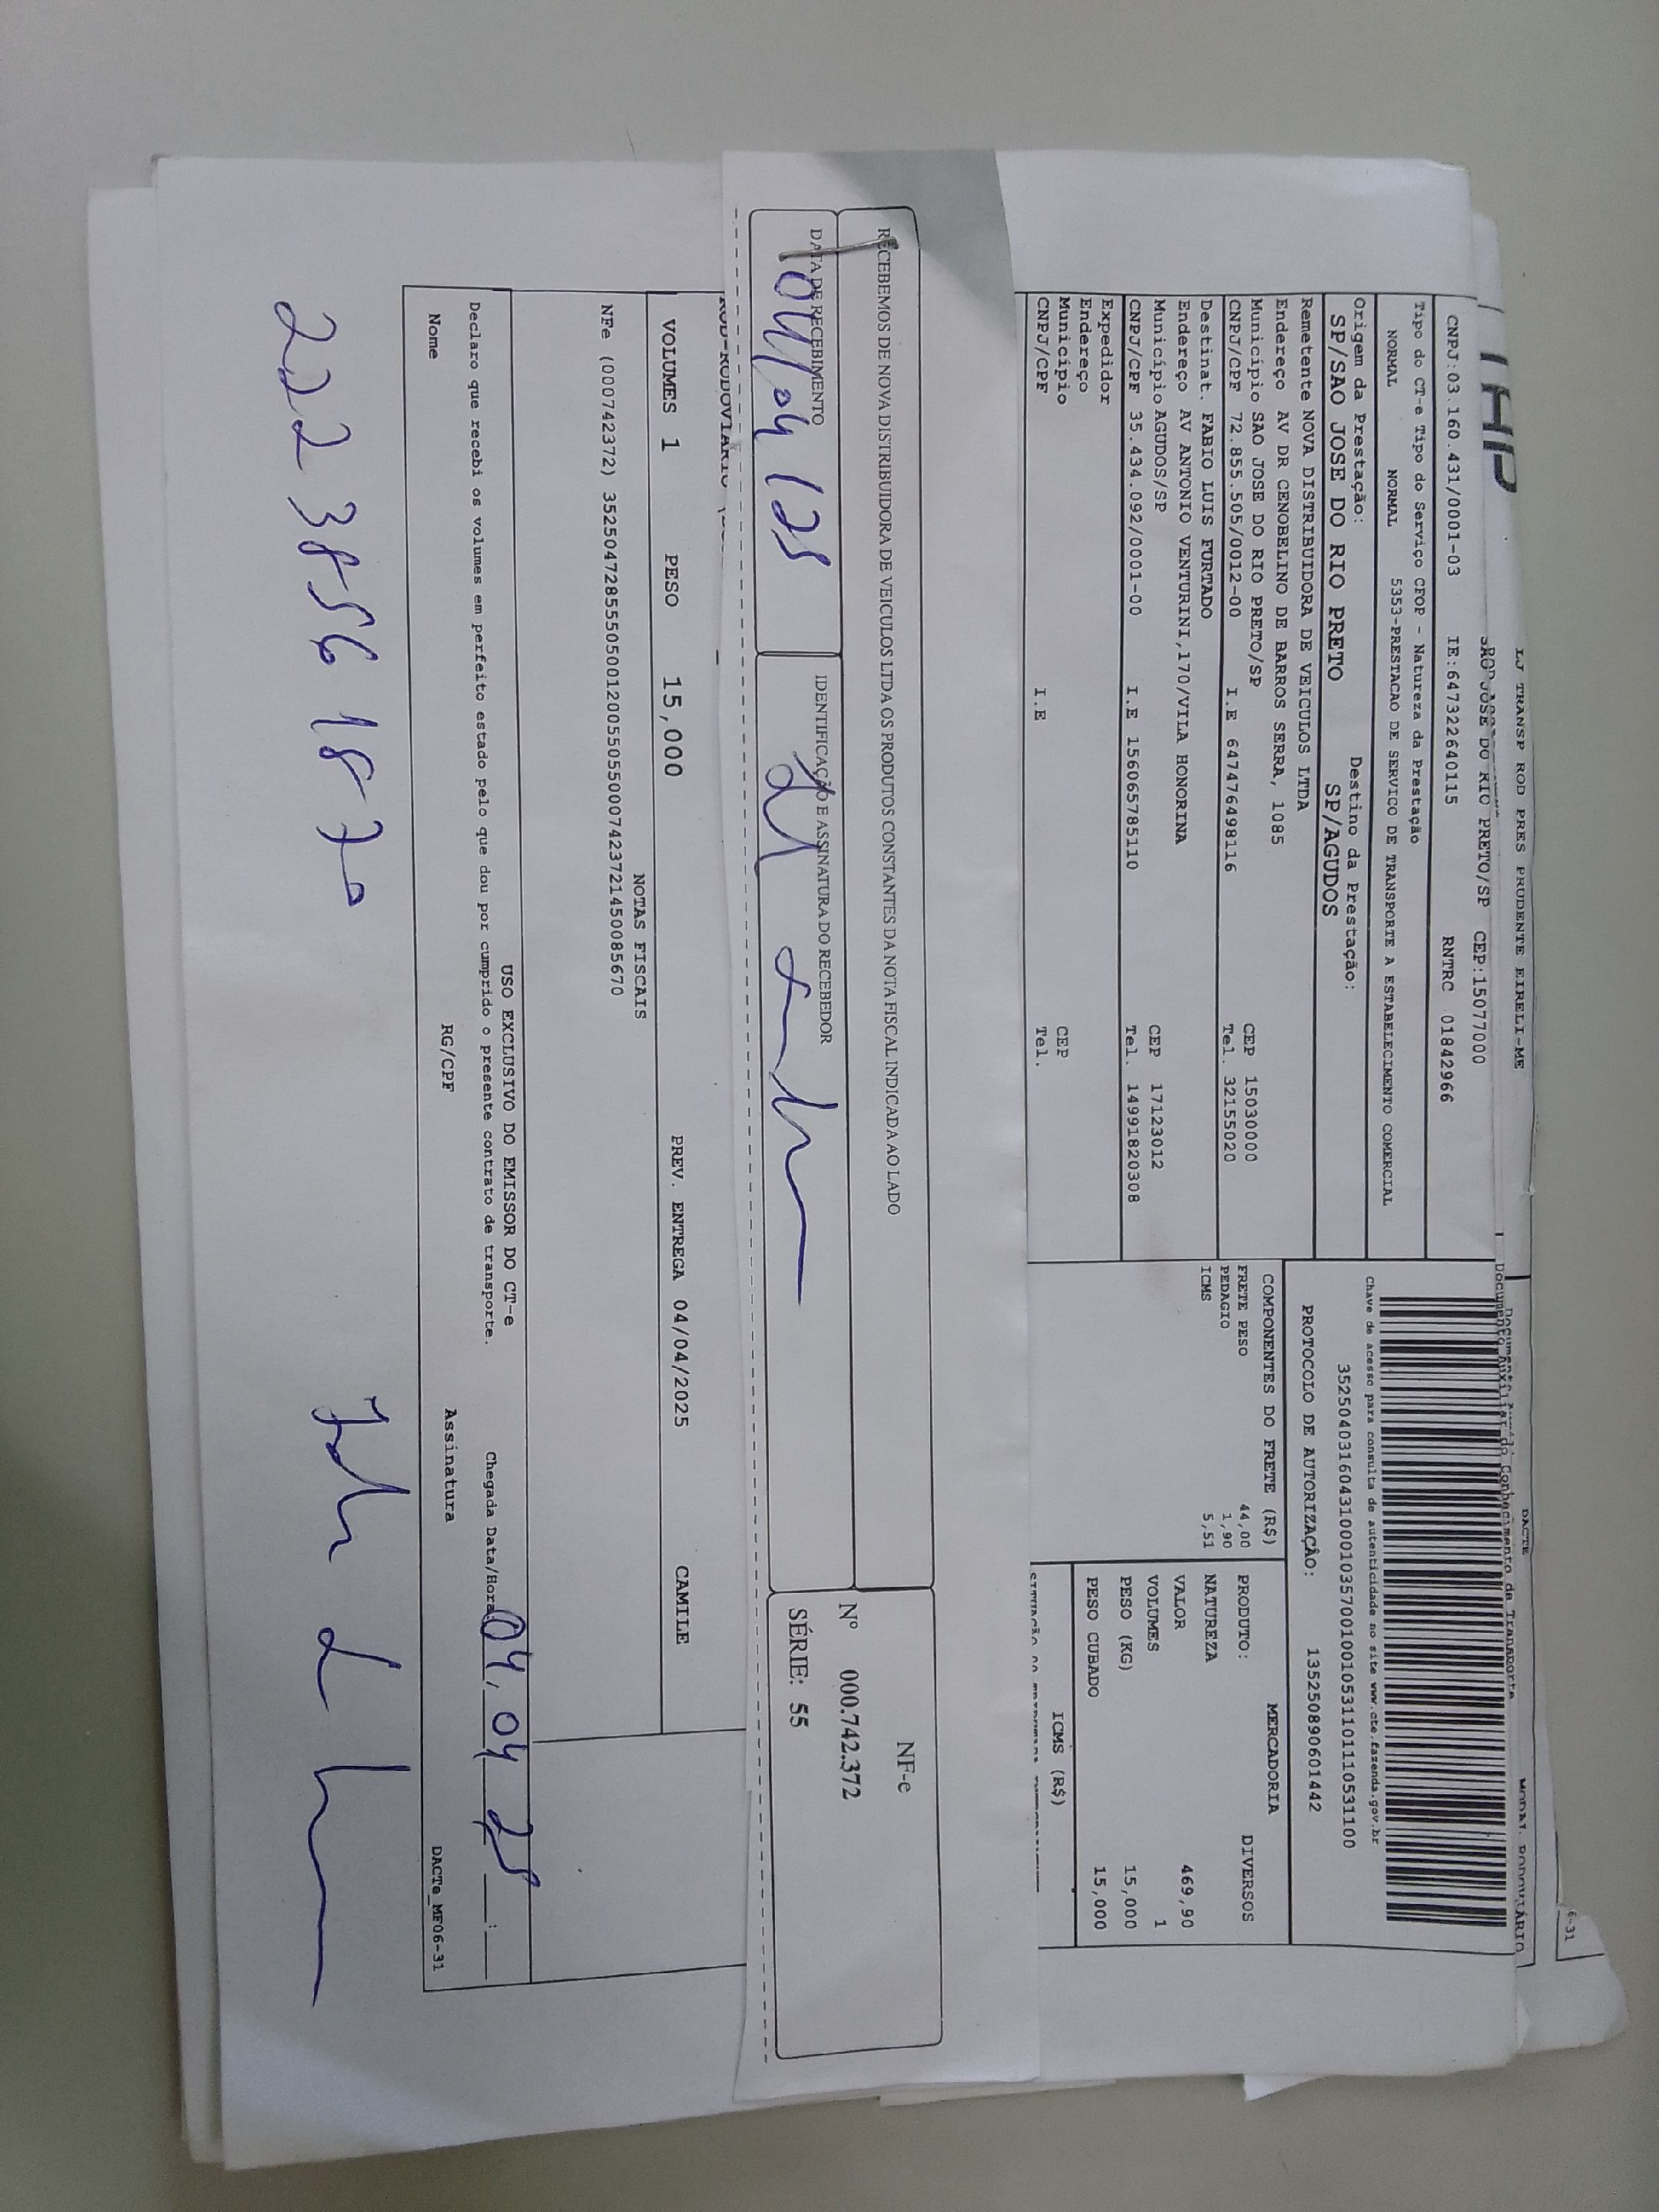 LJ TRANSP ROD PRES PRUDENTE EIRELI-ME
SAO JOSE DO RIO PRETO/SP CEP:15077000
CNPJ:03.160.431/0001-03 IE:647322640115 RNTRC 01842966
Tipo do CT-e Tipo do Serviço CFOP - Natureza da Prestação
NORMAL NORMAL 5353-PRESTACAO DE SERVICO DE TRANSPORTE A ESTABELECIMENTO COMERCIAL
Origem da Prestação: Destino da Prestação:
SP/SAO JOSE DO RIO PRETO SP/AGUDOS
Remetente NOVA DISTRIBUIDORA DE VEICULOS LTDA
Endereço AV DR CENOBELINO DE BARROS SERRA, 1085
Município SAO JOSE DO RIO PRETO/SP CEP 15030000
CNPJ/CPF 72.855.505/0012-00 I.E 647476498116 Tel. 32155020
Destinat. FABIO LUIS FURTADO
Endereço AV ANTONIO VENTURINI,170/VILA HONORINA
Município AGUDOS/SP CEP 17123012
CNPJ/CPF 35.434.092/0001-00 I.E 156065785110 Tel. 14991820308
Expedidor
Endereço
Município CEP
CNPJ/CPF I.E Tel.
DACTE
MODAL RODOVIÁRIO
Documento Auxiliar do Conhecimento de Transporte
Chave de acesso para consulta de autenticidade no site www.cte.fazenda.gov.br
35250403160431000103570010010531101110531100
PROTOCOLO DE AUTORIZAÇÃO: 135250890601442
COMPONENTES DO FRETE (R$)
FRETE PESO 44,00
PEDAGIO 1,90
ICMS 5,51
MERCADORIA
PRODUTO: DIVERSOS
NATUREZA
VALOR 469,90
VOLUMES 1
PESO (KG) 15,000
PESO CUBADO 15,000
ICMS (R$)
RECEBEMOS DE NOVA DISTRIBUIDORA DE VEICULOS LTDA OS PRODUTOS CONSTANTES DA NOTA FISCAL INDICADA AO LADO
DATA DE RECEBIMENTO IDENTIFICAÇÃO E ASSINATURA DO RECEBEDOR
04/04/25
NF-e
Nº 000.742.372
SÉRIE: 55
VOLUMES 1 PESO 15,000 PREV. ENTREGA 04/04/2025 CAMILE
NOTAS FISCAIS
NFe (000742372) 35250472855505001200550550007423721450085670
USO EXCLUSIVO DO EMISSOR DO CT-e
Declaro que recebi os volumes em perfeito estado pelo que dou por cumprido o presente contrato de transporte. Chegada Data/Hora: 04,04 25 :
Nome RG/CPF Assinatura DACTe_MF06-31
222 3856 18 70
6-31